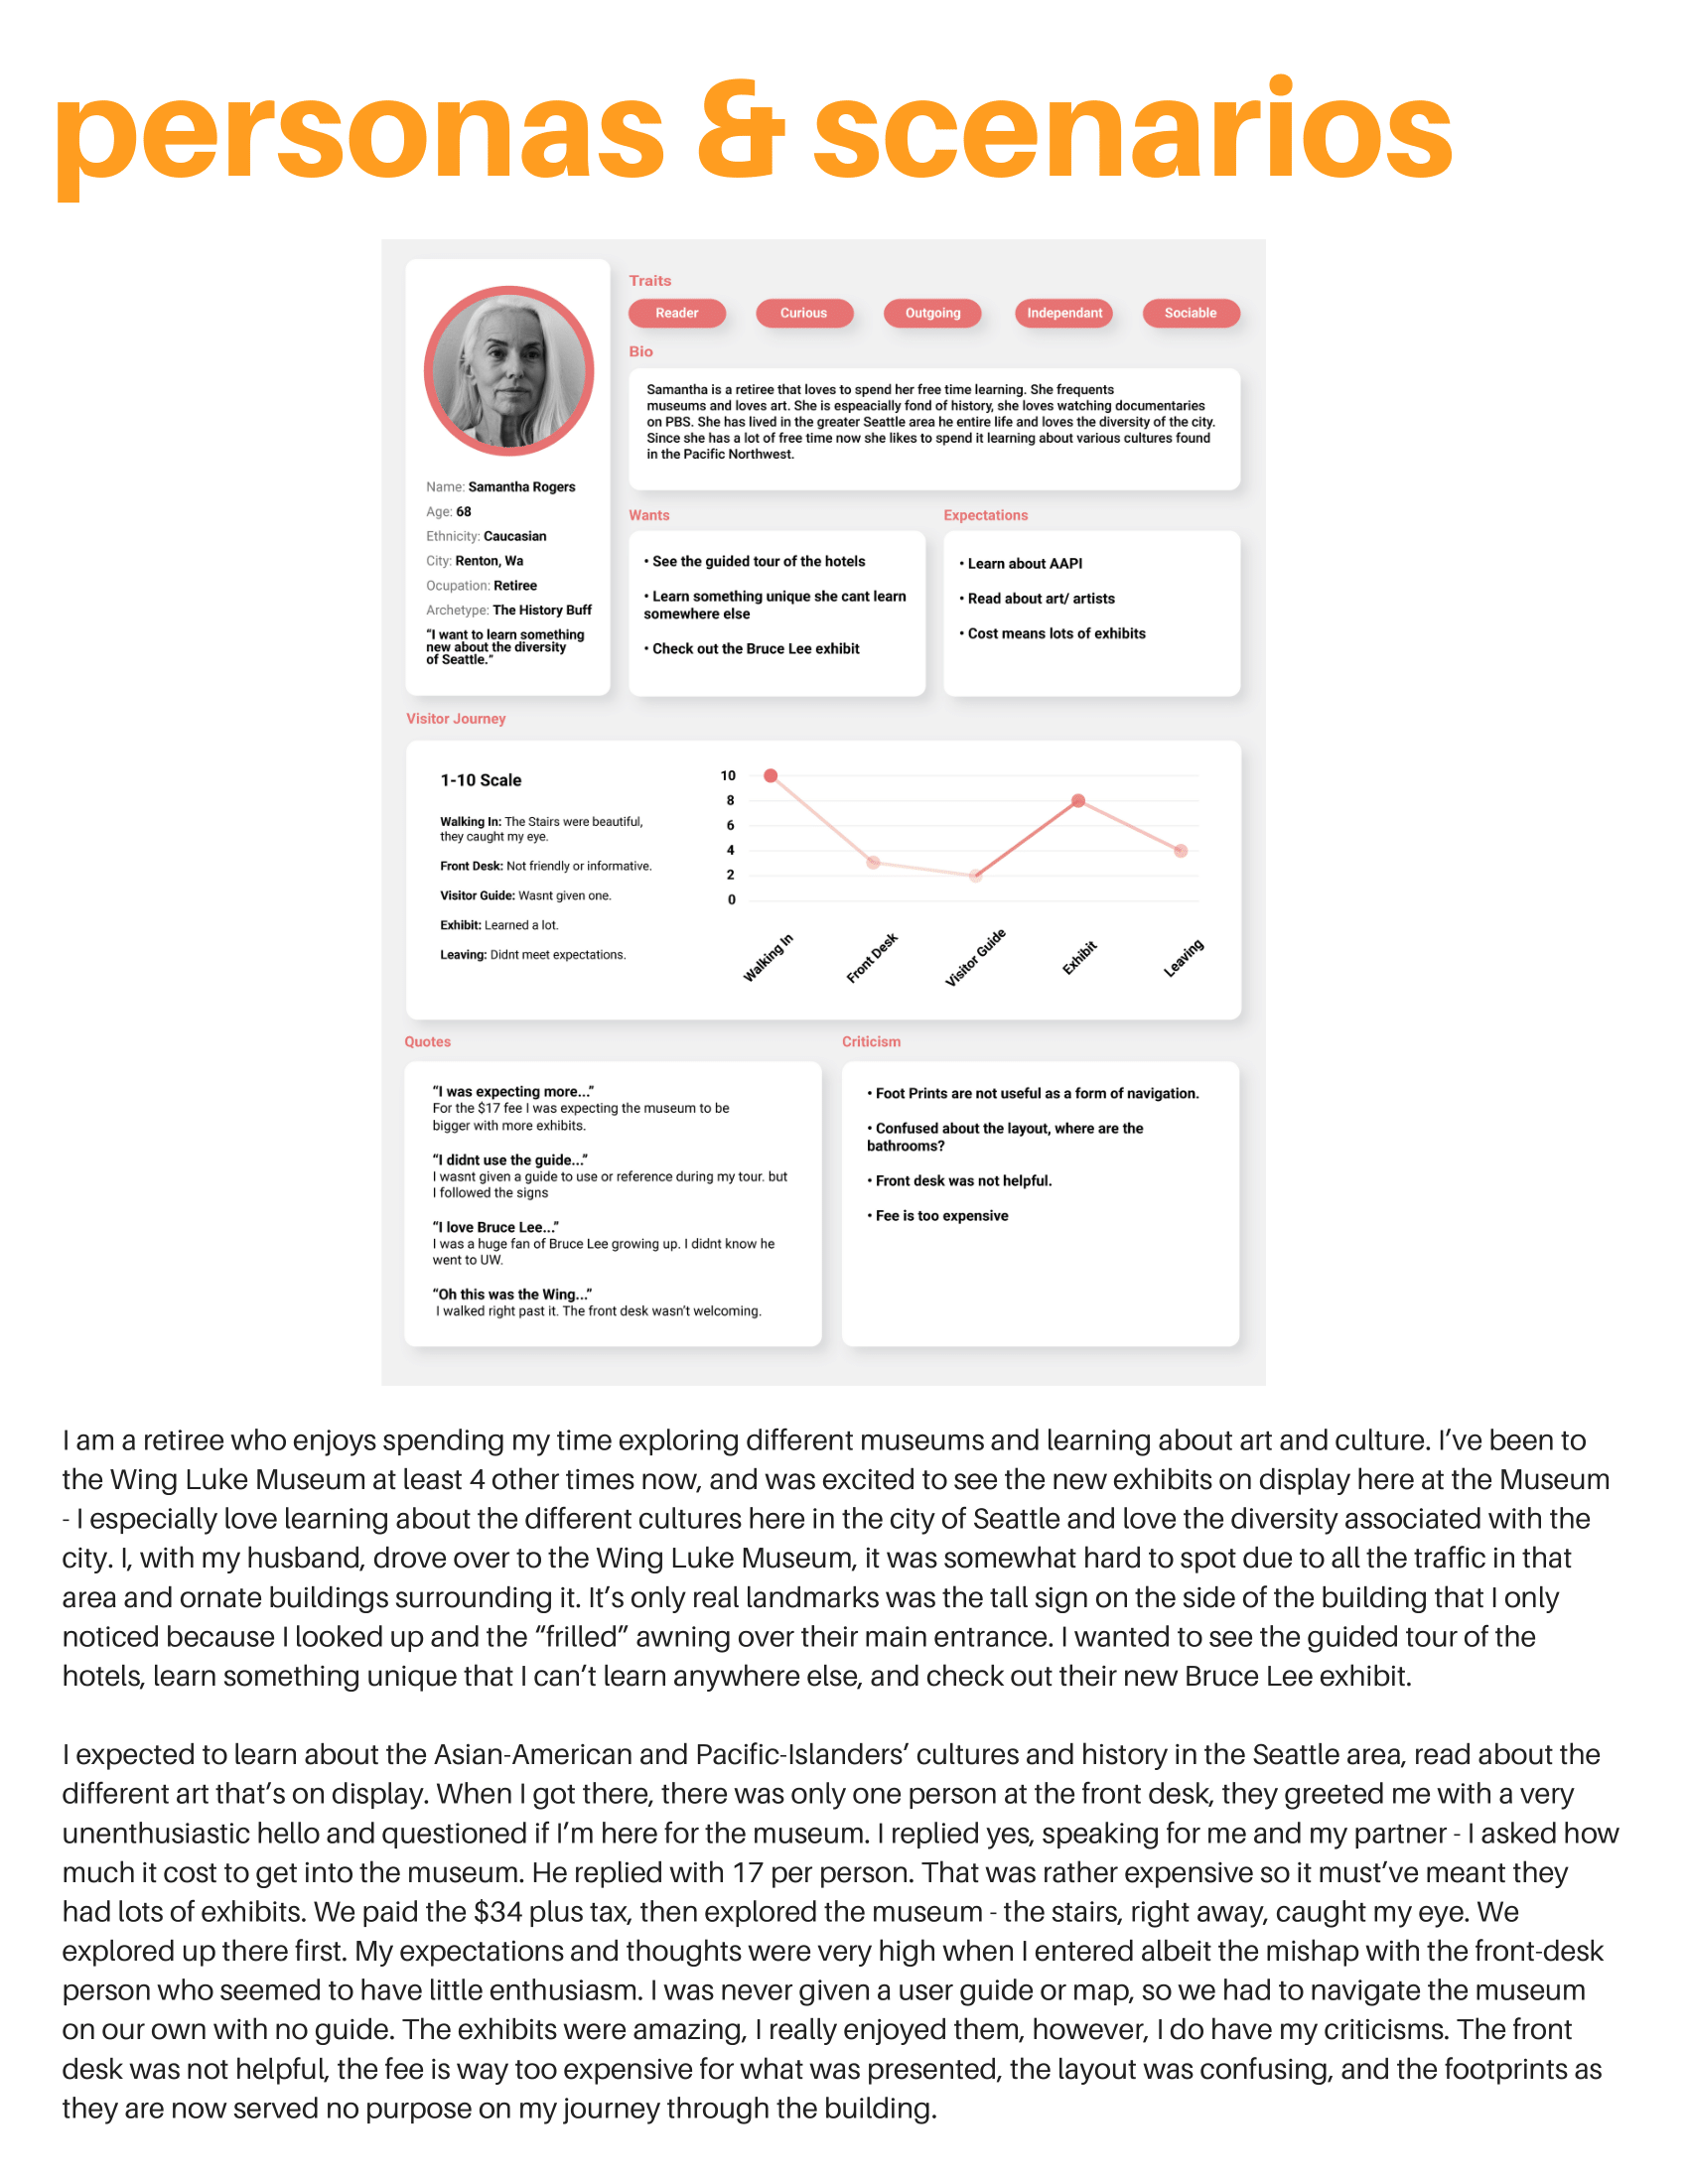 personas & scenarios
Name: Samantha Rogers
Age: 68
Ethnicity: Caucasian
City: Renton, Wa
Ocupation: Retiree
Archetype: The History Buff
“I want to learn something
new about the diversity
of Seattle.”
Traits
Reader
Curious
Outgoing
Independant
Sociable
Bio
Samantha is a retiree that loves to spend her free time learning. She frequents
museums and loves art. She is espeacially fond of history, she loves watching documentaries
on PBS. She has lived in the greater Seattle area he entire life and loves the diversity of the city.
Since she has a lot of free time now she likes to spend it learning about various cultures found
in the Pacific Northwest.
Wants
• See the guided tour of the hotels
• Learn something unique she cant learn
somewhere else
• Check out the Bruce Lee exhibit
Expectations
• Learn about AAPI
• Read about art/ artists
• Cost means lots of exhibits
Visitor Journey
1-10 Scale
Walking In: The Stairs were beautiful,
they caught my eye.
Front Desk: Not friendly or informative.
Visitor Guide: Wasnt given one.
Exhibit: Learned a lot.
Leaving: Didnt meet expectations.
10
8
6
4
2
0
Walking In
Front Desk
Visitor Guide
Exhibit
Leaving
Quotes
“I was expecting more...”
For the $17 fee I was expecting the museum to be
bigger with more exhibits.
“I didnt use the guide...”
I wasnt given a guide to use or reference during my tour. but
I followed the signs
“I love Bruce Lee...”
I was a huge fan of Bruce Lee growing up. I didnt know he
went to UW.
“Oh this was the Wing...”
I walked right past it. The front desk wasn’t welcoming.
Criticism
• Foot Prints are not useful as a form of navigation.
• Confused about the layout, where are the
bathrooms?
• Front desk was not helpful.
• Fee is too expensive
I am a retiree who enjoys spending my time exploring different museums and learning about art and culture. I’ve been to
the Wing Luke Museum at least 4 other times now, and was excited to see the new exhibits on display here at the Museum
- I especially love learning about the different cultures here in the city of Seattle and love the diversity associated with the
city. I, with my husband, drove over to the Wing Luke Museum, it was somewhat hard to spot due to all the traffic in that
area and ornate buildings surrounding it. It’s only real landmarks was the tall sign on the side of the building that I only
noticed because I looked up and the “frilled” awning over their main entrance. I wanted to see the guided tour of the
hotels, learn something unique that I can’t learn anywhere else, and check out their new Bruce Lee exhibit.
I expected to learn about the Asian-American and Pacific-Islanders’ cultures and history in the Seattle area, read about the
different art that’s on display. When I got there, there was only one person at the front desk, they greeted me with a very
unenthusiastic hello and questioned if I’m here for the museum. I replied yes, speaking for me and my partner - I asked how
much it cost to get into the museum. He replied with 17 per person. That was rather expensive so it must’ve meant they
had lots of exhibits. We paid the $34 plus tax, then explored the museum - the stairs, right away, caught my eye. We
explored up there first. My expectations and thoughts were very high when I entered albeit the mishap with the front-desk
person who seemed to have little enthusiasm. I was never given a user guide or map, so we had to navigate the museum
on our own with no guide. The exhibits were amazing, I really enjoyed them, however, I do have my criticisms. The front
desk was not helpful, the fee is way too expensive for what was presented, the layout was confusing, and the footprints as
they are now served no purpose on my journey through the building.